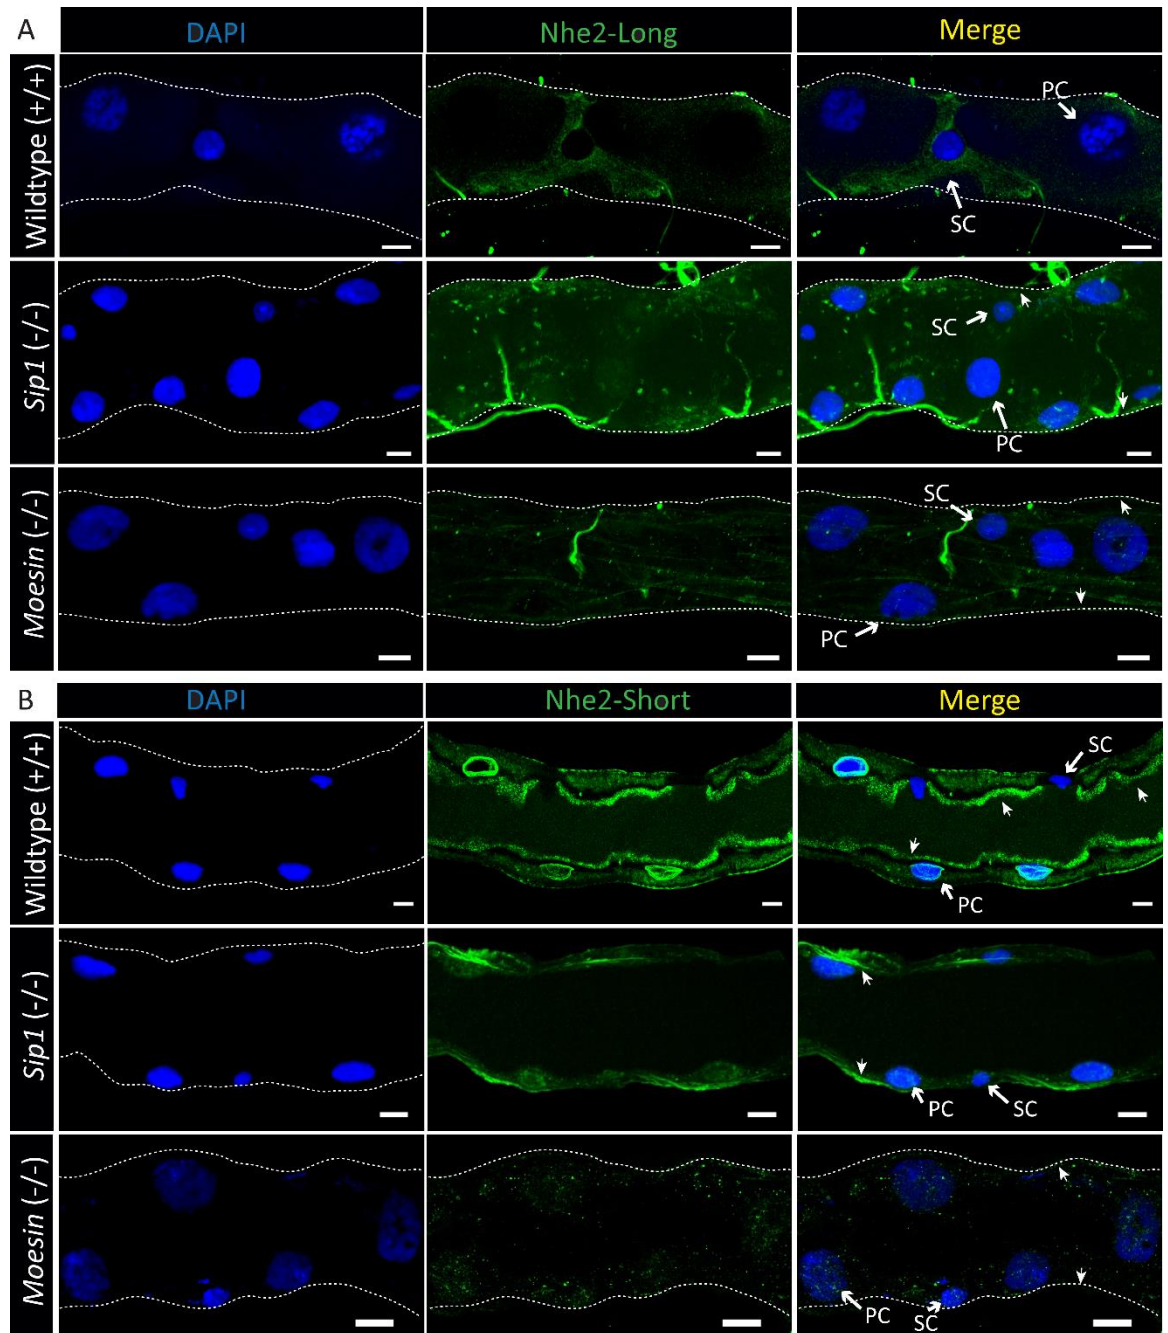 A
DAPI
Nhe2-Long
Merge
Wildtype (+/+)
PC
SC
Sip1 (-/-)
SC
PC
Moesin (-/-)
SC
PC
B
DAPI
Nhe2-Short
Merge
Wildtype (+/+)
SC
PC
Sip1 (-/-)
PC
SC
Moesin (-/-)
PC
SC